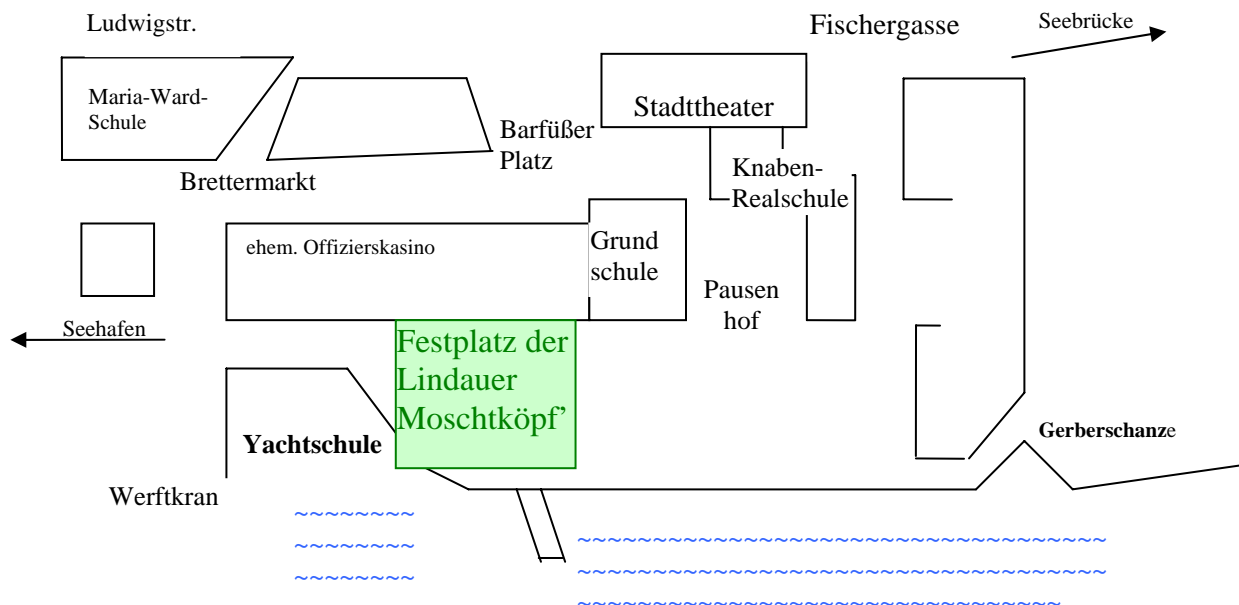 Ludwigstr.
Fischergasse
Seebrücke
Maria-Ward-
Schule
Stadttheater
Barfüßer
Platz
Knaben-
Realschule
Brettermarkt
ehem. Offizierskasino
Grund
schule
Pausen
hof
Seehafen
Festplatz der
Lindauer
Moschtköpf’
Yachtschule
Gerberschanze
Werftkran
~~~~~~~~
~~~~~~~~
~~~~~~~~
~~~~~~~~~~~~~~~~~~~~~~~~~~~~~~~~~~~
~~~~~~~~~~~~~~~~~~~~~~~~~~~~~~~~~~~
~~~~~~~~~~~~~~~~~~~~~~~~~~~~~~~~